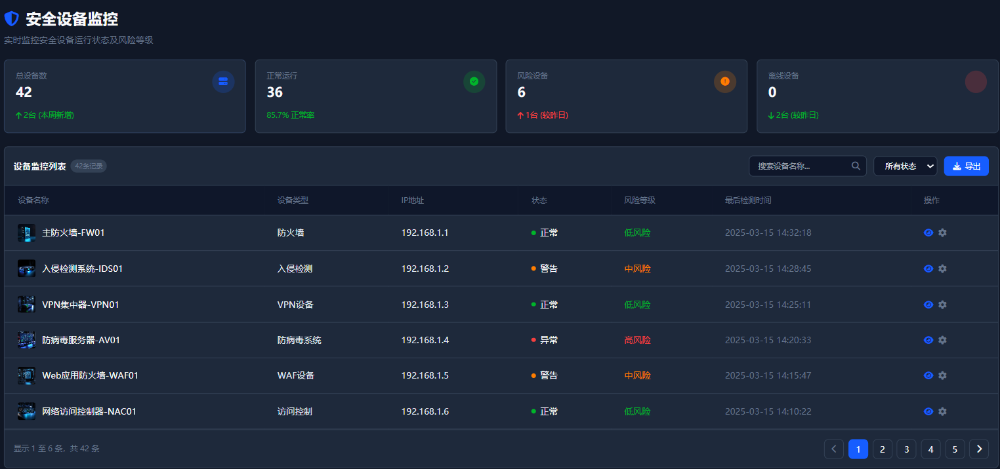 安全设备监控
实时监控安全设备运行状态及风险等级
总设备数
42
2台 (本周新增)
正常运行
36
85.7% 正常率
风险设备
6
1台 (较昨日)
离线设备
0
2台 (较昨日)
设备监控列表 42条记录 搜索设备名称... 所有状态 导出
设备名称 设备类型 IP地址 状态 风险等级 最后检测时间 操作
主防火墙-FW01 防火墙 192.168.1.1 正常 低风险 2025-03-15 14:32:18
入侵检测系统-IDS01 入侵检测 192.168.1.2 警告 中风险 2025-03-15 14:28:45
VPN集中器-VPN01 VPN设备 192.168.1.3 正常 低风险 2025-03-15 14:25:11
防病毒服务器-AV01 防病毒系统 192.168.1.4 异常 高风险 2025-03-15 14:20:33
Web应用防火墙-WAF01 WAF设备 192.168.1.5 警告 中风险 2025-03-15 14:15:47
网络访问控制器-NAC01 访问控制 192.168.1.6 正常 低风险 2025-03-15 14:10:22
显示 1 至 6 条，共 42 条 1 2 3 4 5